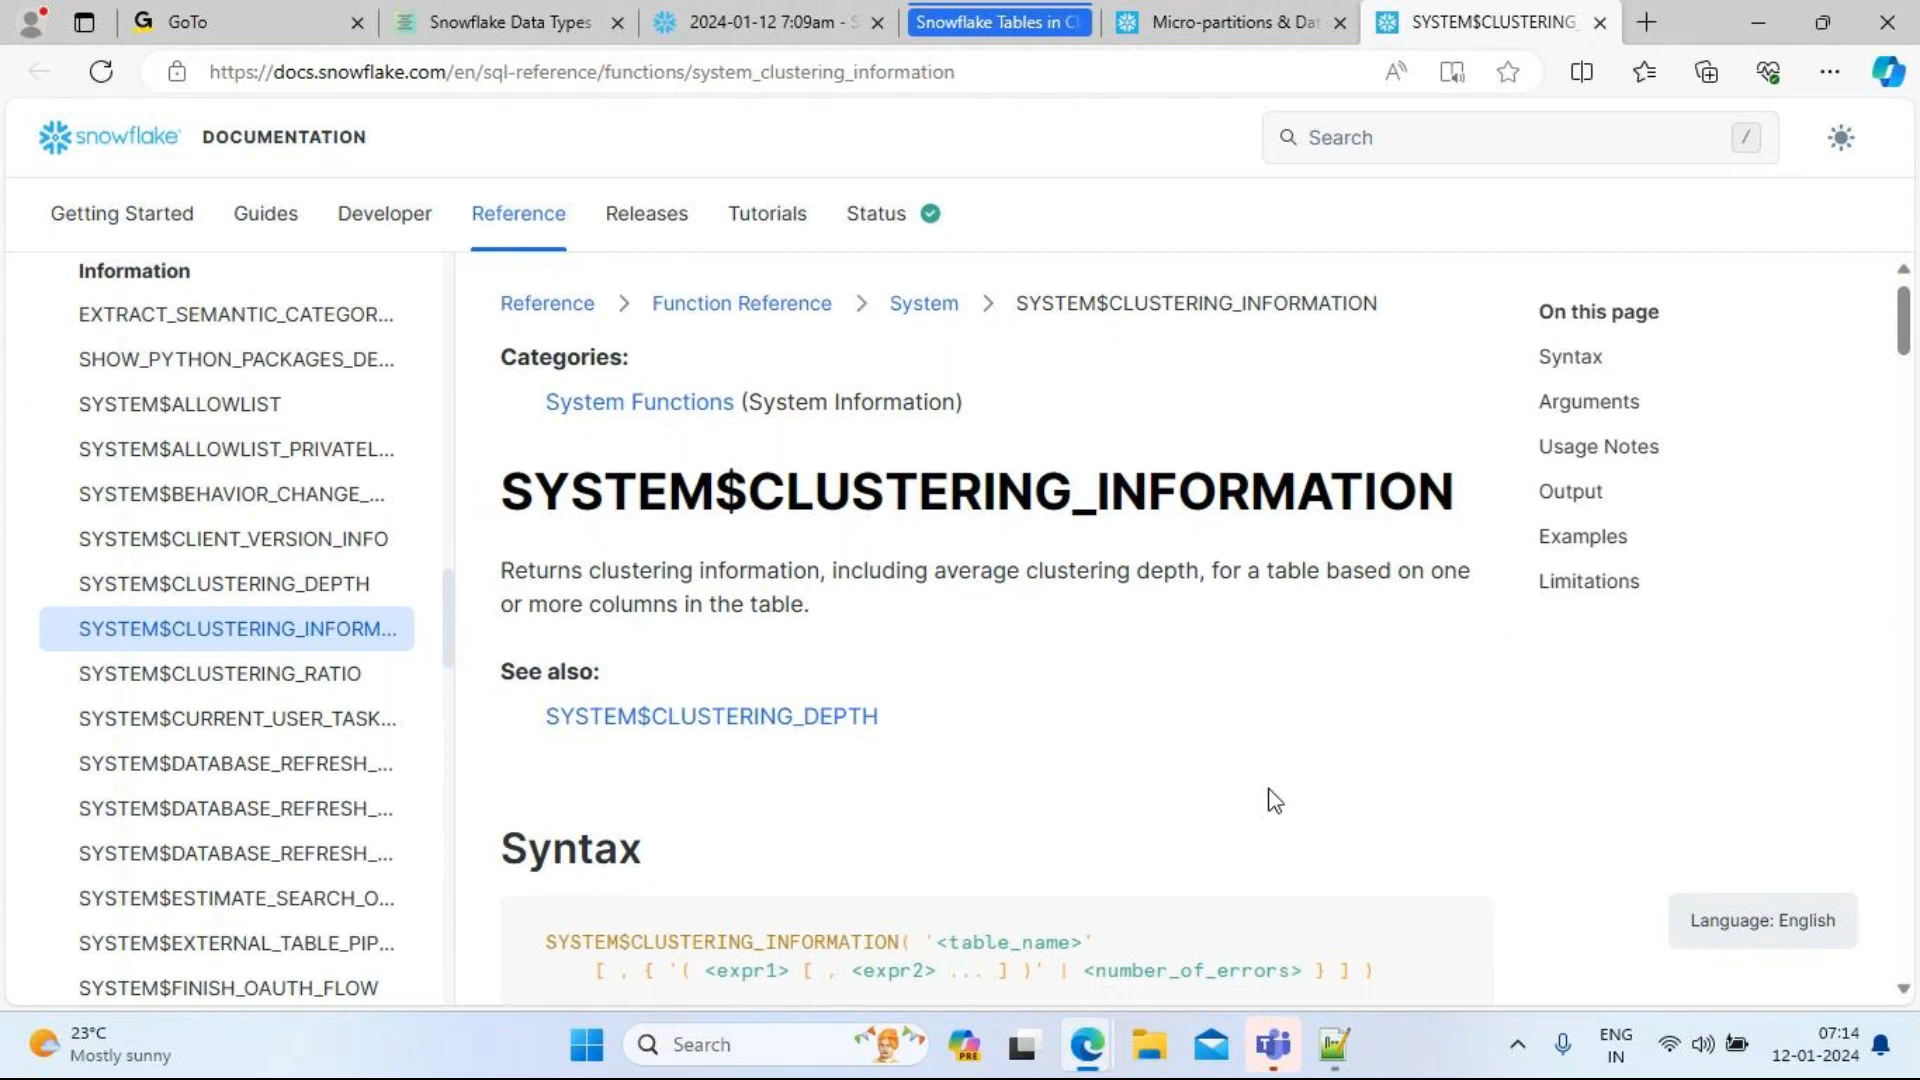 GoTo
Snowflake Data Types
2024-01-12 7:09am - S
Snowflake Tables in Cl
Micro-partitions & Dat
SYSTEM$CLUSTERING_
https://docs.snowflake.com/en/sql-reference/functions/system_clustering_information
snowflake DOCUMENTATION
Search /
Getting Started Guides Developer Reference Releases Tutorials Status
Information
EXTRACT_SEMANTIC_CATEGOR...
SHOW_PYTHON_PACKAGES_DE...
SYSTEM$ALLOWLIST
SYSTEM$ALLOWLIST_PRIVATEL...
SYSTEM$BEHAVIOR_CHANGE_...
SYSTEM$CLIENT_VERSION_INFO
SYSTEM$CLUSTERING_DEPTH
SYSTEM$CLUSTERING_INFORM...
SYSTEM$CLUSTERING_RATIO
SYSTEM$CURRENT_USER_TASK...
SYSTEM$DATABASE_REFRESH_...
SYSTEM$DATABASE_REFRESH_...
SYSTEM$DATABASE_REFRESH_...
SYSTEM$ESTIMATE_SEARCH_O...
SYSTEM$EXTERNAL_TABLE_PIP...
SYSTEM$FINISH_OAUTH_FLOW
Reference > Function Reference > System > SYSTEM$CLUSTERING_INFORMATION
Categories:
System Functions (System Information)
SYSTEM$CLUSTERING_INFORMATION
Returns clustering information, including average clustering depth, for a table based on one
or more columns in the table.
See also:
SYSTEM$CLUSTERING_DEPTH
Syntax
SYSTEM$CLUSTERING_INFORMATION( '<table_name>'
[ , { '( <expr1> [ , <expr2> ... ] )' | <number_of_errors> } ] )
On this page
Syntax
Arguments
Usage Notes
Output
Examples
Limitations
Language: English
23°C
Mostly sunny
Search
PRE
ENG
IN
07:14
12-01-2024